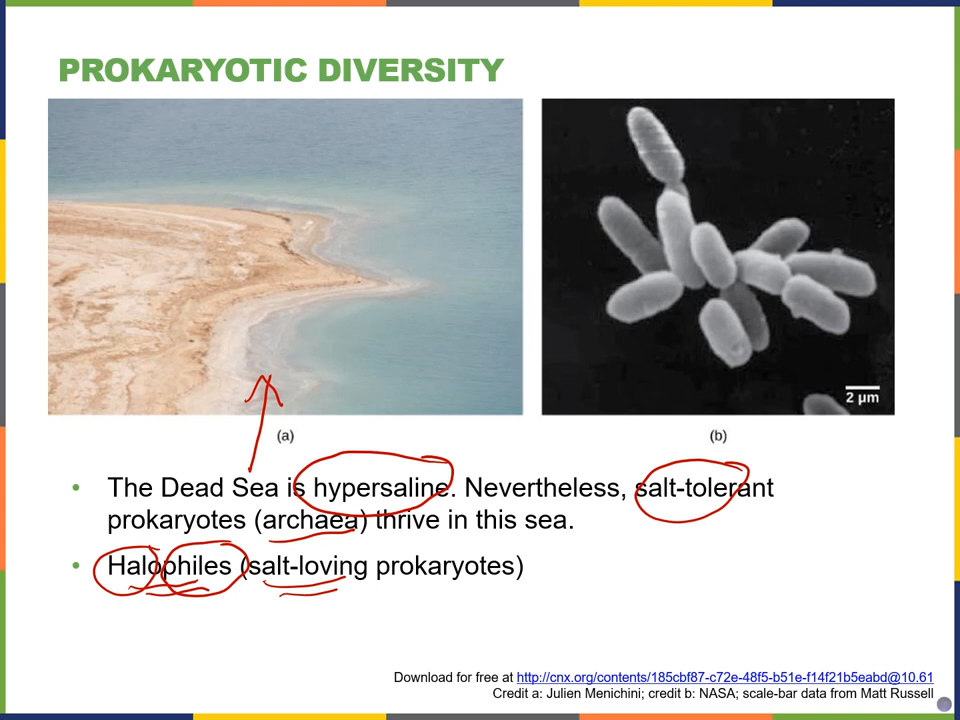 PROKARYOTIC DIVERSITY
2 µm
(a)
(b)
• The Dead Sea is hypersaline. Nevertheless, salt-tolerant
prokaryotes (archaea) thrive in this sea.
• Halophiles (salt-loving prokaryotes)
Download for free at http://cnx.org/contents/185cbf87-c72e-48f5-b51e-f14f21b5eabd@10.61
Credit a: Julien Menichini; credit b: NASA; scale-bar data from Matt Russell